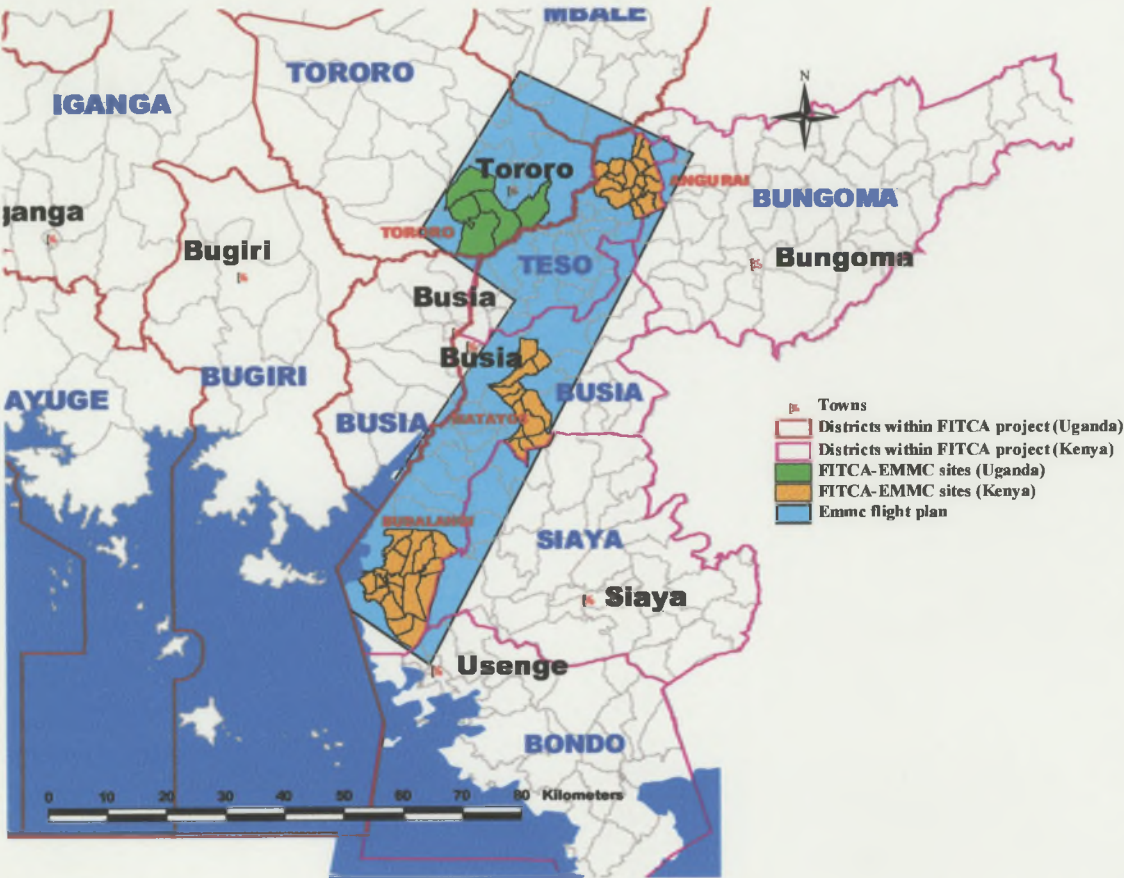 MBALE
TORORO
IGANGA
N
Tororo
ANGURAI
BUNGOMA
ganga
TORORO
Bugiri
TESO
Bungoma
Busia
Busia
BUGIRI
BUSIA
AYUGE
BUSIA
MATAYOS
Towns
Districts within FITCA project (Uganda)
Districts within FITCA project (Kenya)
FITCA-EMMC sites (Uganda)
FITCA-EMMC sites (Kenya)
Emmc flight plan
BUDALANGI
SIAYA
Siaya
Usenge
BONDO
0 10 20 30 40 50 60 70 80 Kilometers